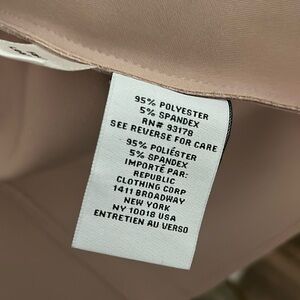 95% POLYESTER
5% SPANDEX
RN# 93178
SEE REVERSE FOR CARE
95% POLIÉSTER
5% SPANDEX
IMPORTÉ PAR:
REPUBLIC
CLOTHING CORP
1411 BROADWAY
NEW YORK
NY 10018 USA
ENTRETIEN AU VERSO